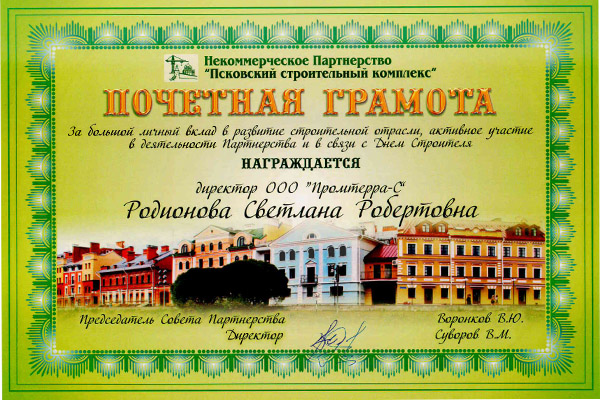 Некоммерческое Партнерство
"Псковский строительный комплекс"
ПОЧЕТНАЯ ГРАМОТА
За большой личный вклад в развитие строительной отрасли, активное участие
в деятельности Партнерства и в связи с Днем Строителя
НАГРАЖДАЕТСЯ
директор ООО "Промтерра-С"
Родионова Светлана Робертовна
Председатель Совета Партнерства Воронков В.Ю.
Директор Суворов В.М.